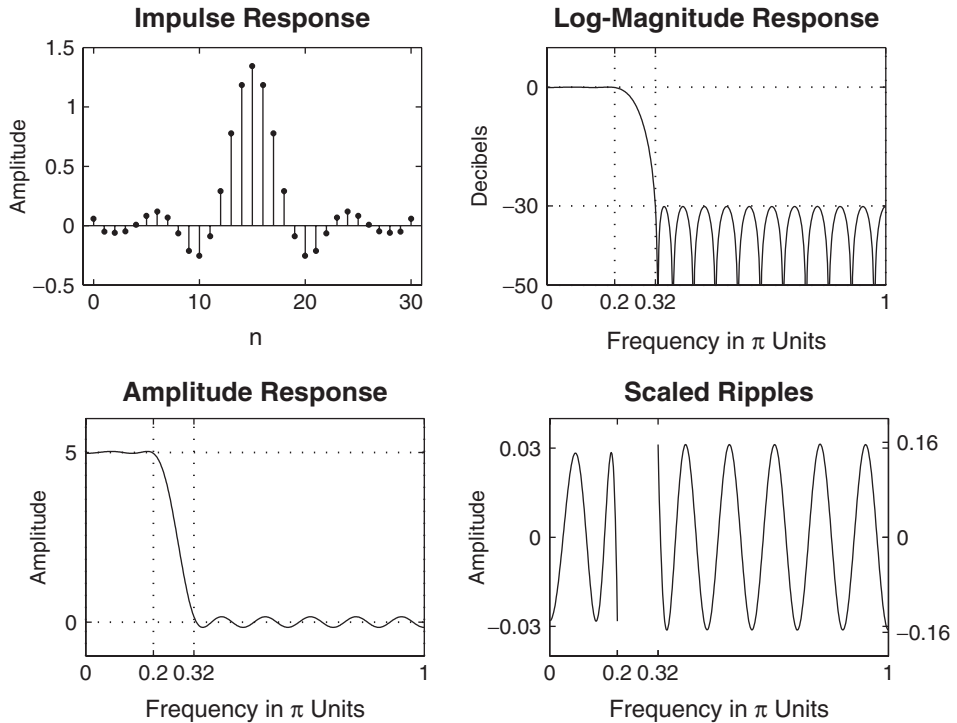 Impulse Response
1.5
1
0.5
0
−0.5
Amplitude
0 10 20 30
n
Log-Magnitude Response
0
−30
−50
Decibels
0 0.2 0.32 1
Frequency in π Units
Amplitude Response
5
0
Amplitude
0 0.2 0.32 1
Frequency in π Units
Scaled Ripples
0.03
0
−0.03
Amplitude
0.16
0
−0.16
0 0.2 0.32 1
Frequency in π Units